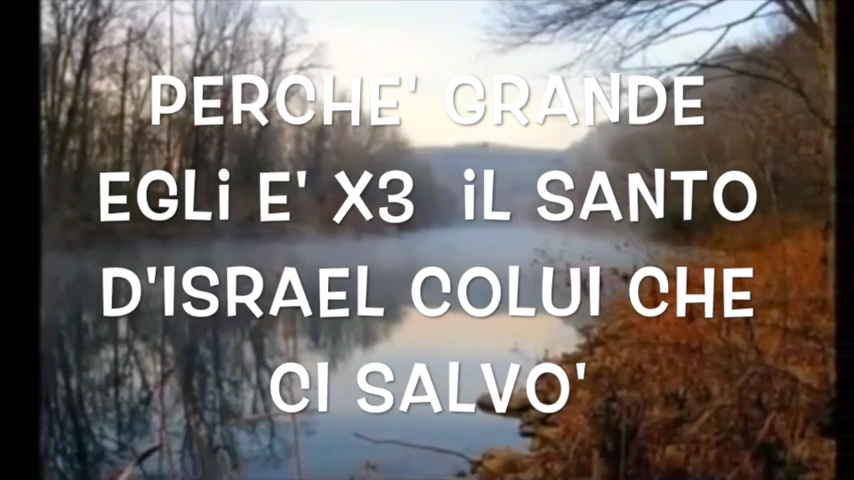 PERCHE' GRANDE
EGLi E' X3 iL SANTO
D'ISRAEL COLUI CHE
CI SALVO'